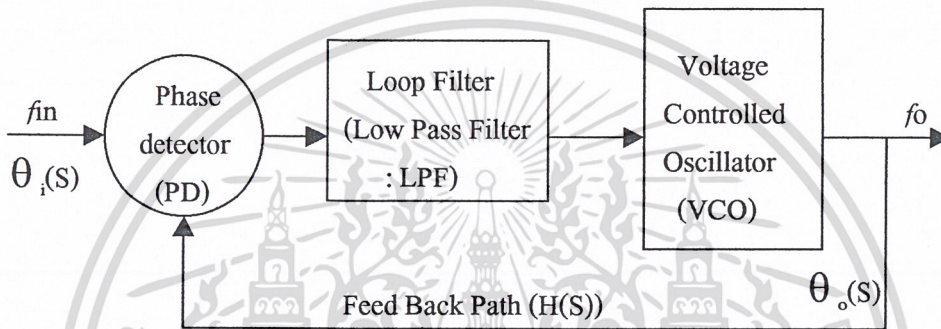 fin
θi(S)
Phase
detector
(PD)
Loop Filter
(Low Pass Filter
: LPF)
Voltage
Controlled
Oscillator
(VCO)
fo
θo(S)
Feed Back Path (H(S))